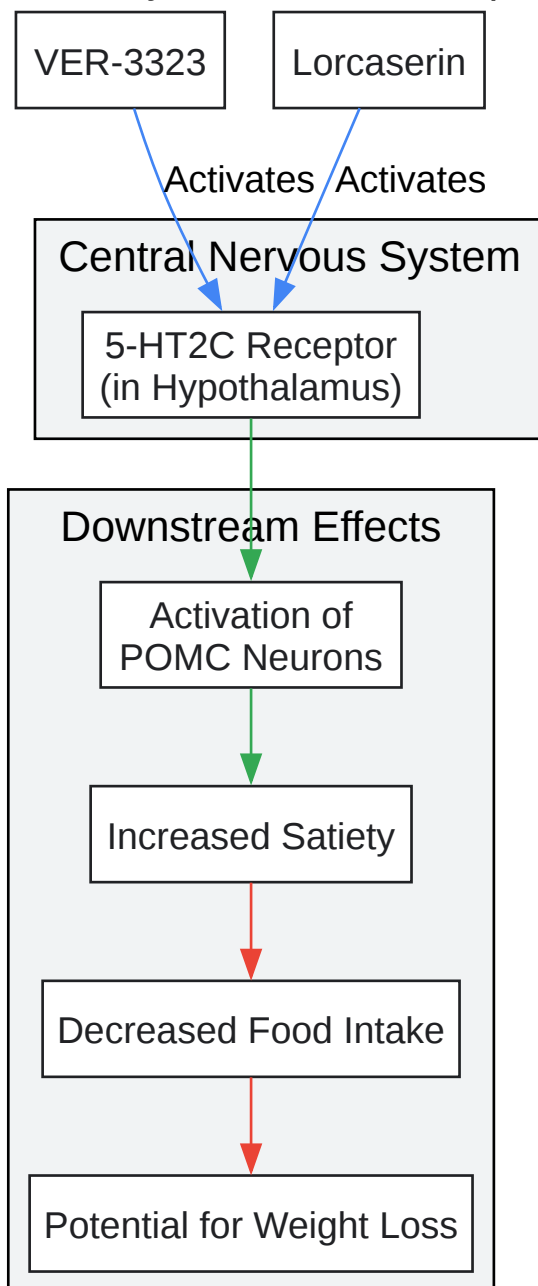 VER-3323
Lorcaserin
Activates
Activates
Central Nervous System
5-HT2C Receptor
(in Hypothalamus)
Downstream Effects
Activation of
POMC Neurons
Increased Satiety
Decreased Food Intake
Potential for Weight Loss